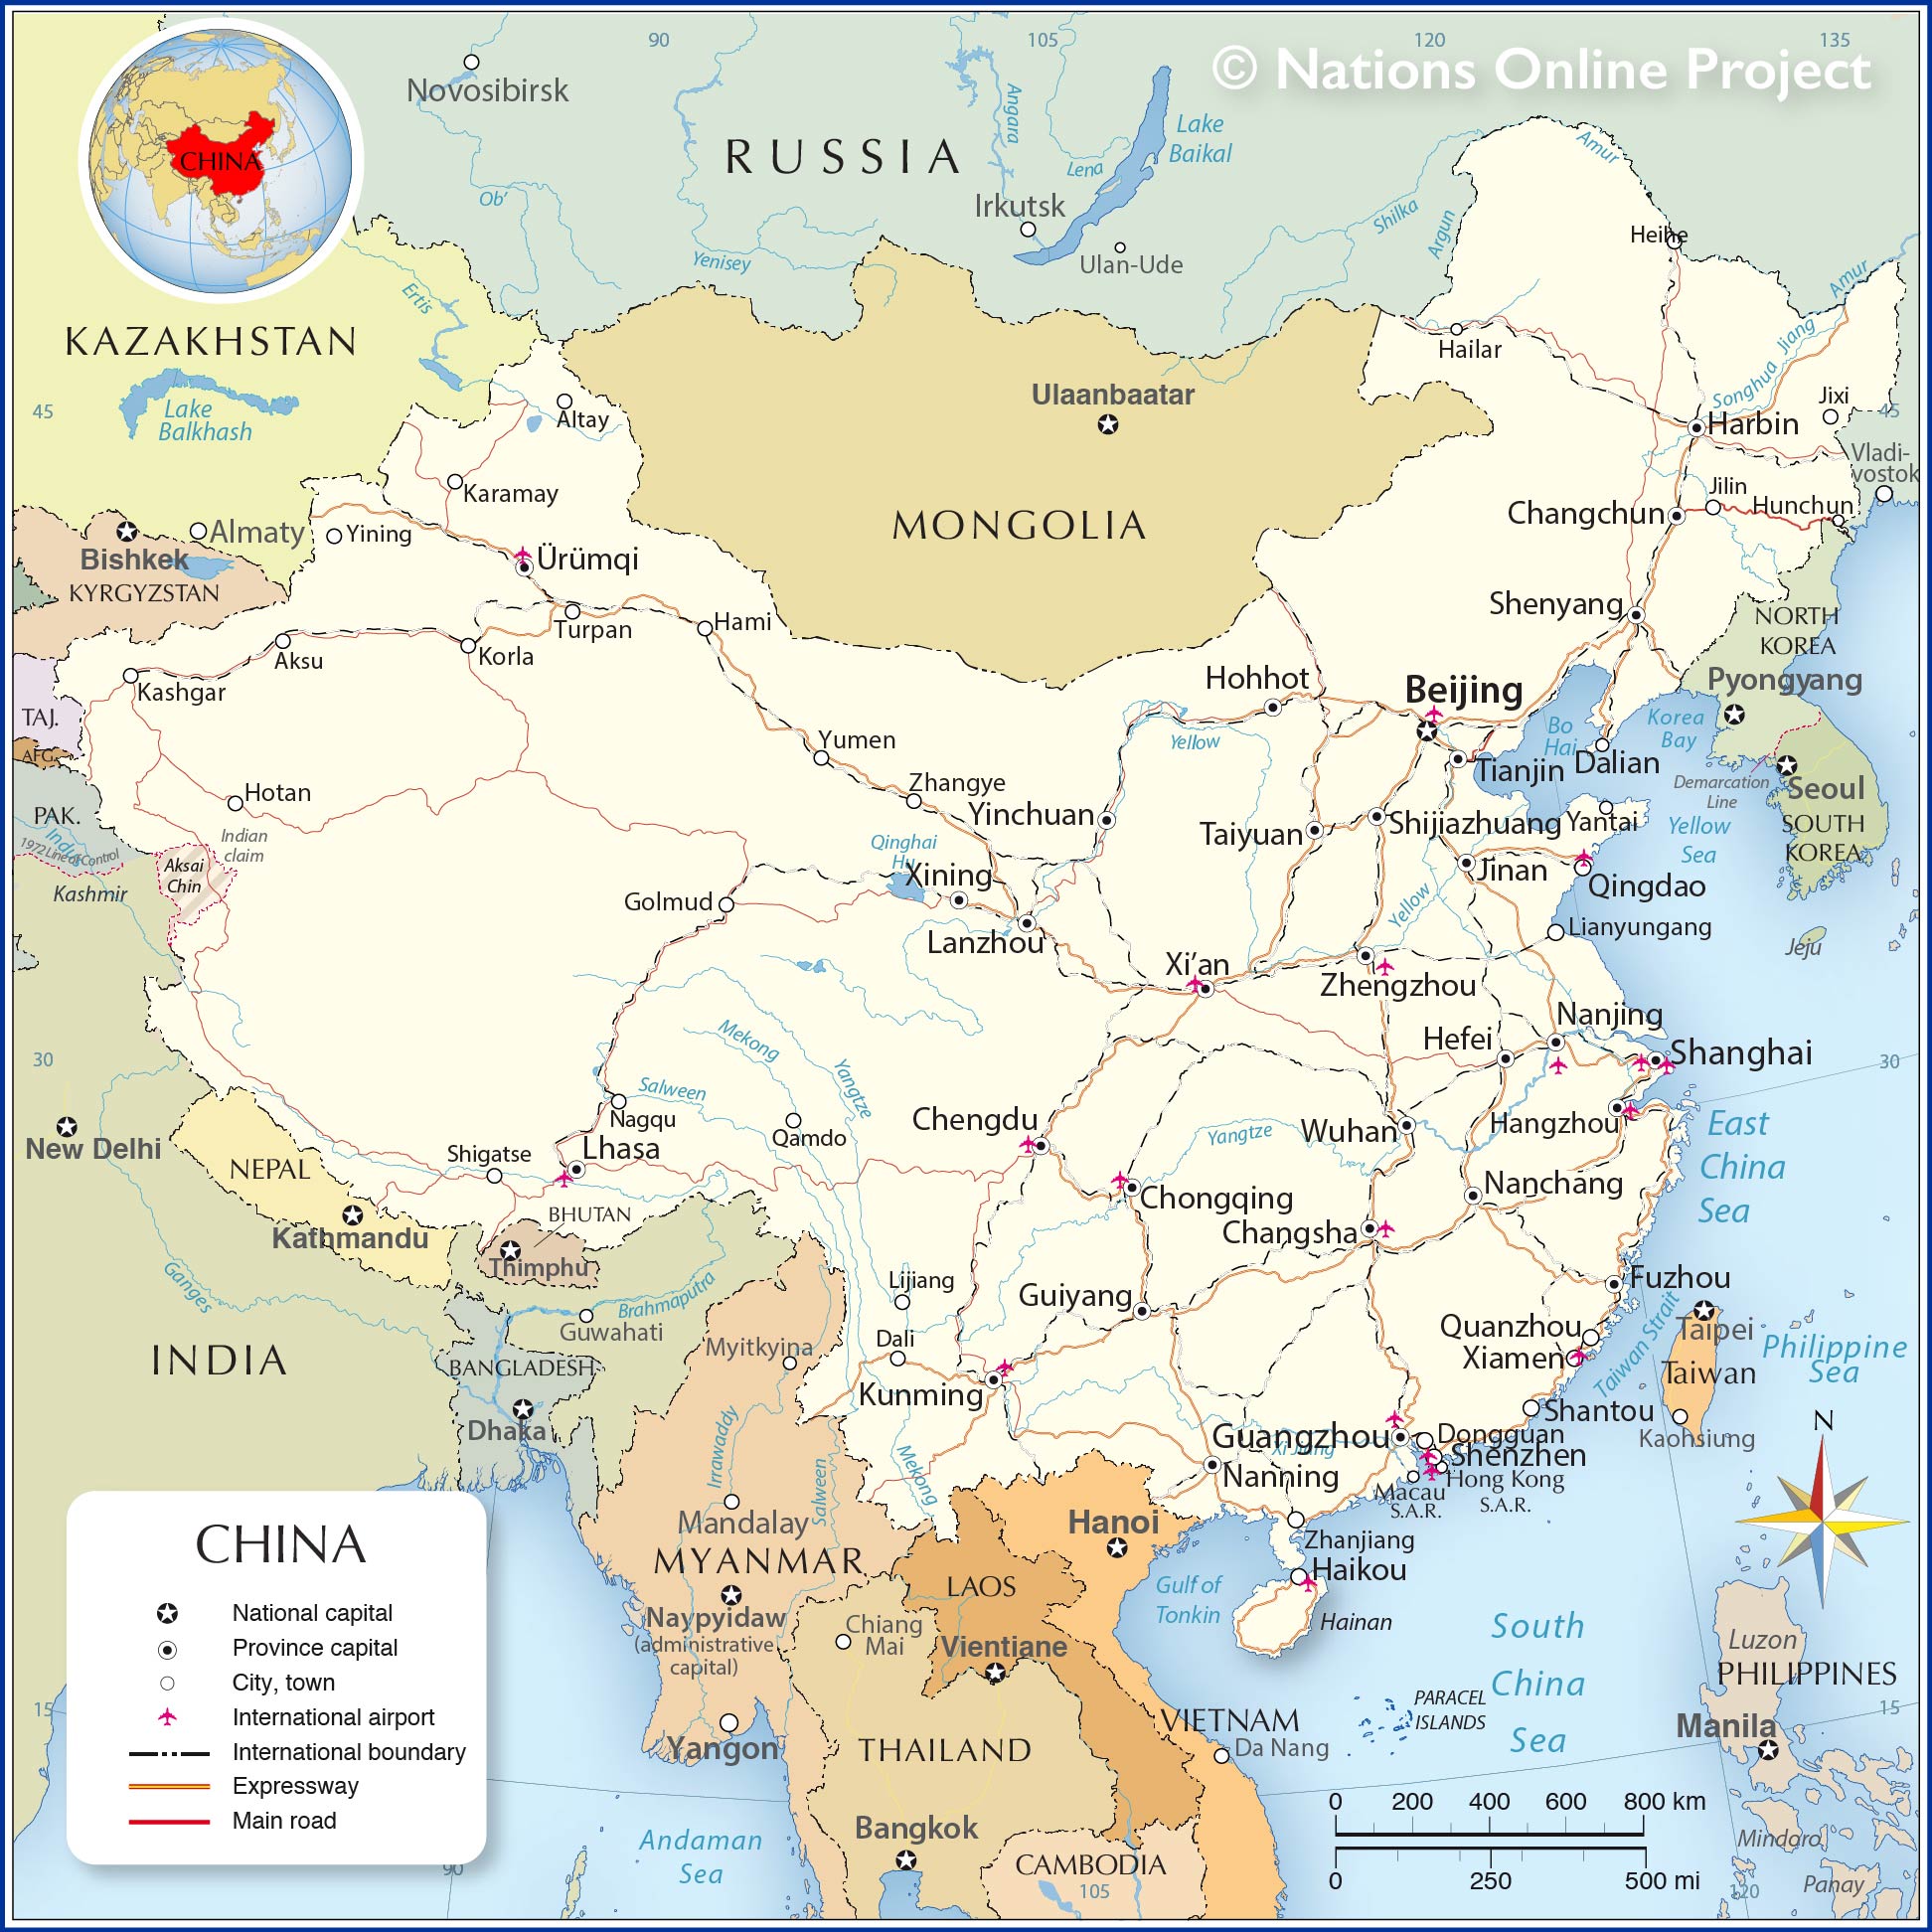 90
105
120
135
© Nations Online Project
Novosibirsk
RUSSIA
Angara
Lake
Baikal
Lena
Amur
CHINA
Ob'
Irkutsk
Shilka
Argun
Heihe
Yenisey
Ulan-Ude
Amur
Ertis
KAZAKHSTAN
Hailar
Songhua Jiang
Ulaanbaatar
Jixi
45
Lake
Balkhash
Altay
45
Harbin
Vladi-
vostok
Karamay
Jilin
Hunchun
Changchun
MONGOLIA
Almaty
Yining
Bishkek
Ürümqi
KYRGYZSTAN
Shenyang
NORTH
KOREA
Turpan
Hami
Aksu
Korla
Kashgar
Hohhot
Beijing
Pyongyang
TAJ.
Korea
Bay
Bo
Hai
Yellow
Yumen
AFG.
Tianjin
Dalian
Zhangye
Demarcation
Line
Seoul
Hotan
PAK.
Yinchuan
Taiyuan
Shijiazhuang
Yantai
Yellow
Sea
SOUTH
KOREA
Indian
claim
Qinghai
Hu
Indus
1972 Line of Control
Aksai
Chin
Xining
Jinan
Kashmir
Qingdao
Golmud
Yellow
Lanzhou
Lianyungang
Jeju
Xi'an
Zhengzhou
Nanjing
Mekong
Hefei
Shanghai
30
30
Yangtze
Salween
Nagqu
Qamdo
Chengdu
Yangtze
Wuhan
Hangzhou
East
China
Sea
New Delhi
Shigatse
Lhasa
NEPAL
Chongqing
Nanchang
BHUTAN
Changsha
Kathmandu
Thimphu
Ganges
Lijiang
Fuzhou
Brahmaputra
Guiyang
Guwahati
Quanzhou
Taiwan Strait
Taipei
Philippine
Sea
INDIA
Myitkyina
Dali
Xiamen
BANGLADESH
Taiwan
Kunming
Shantou
Dhaka
Irrawaddy
Guangzhou
Dongguan
Kaohsiung
N
Xi Jiang
Shenzhen
Mekong
Nanning
Hong Kong
S.A.R.
Macau
S.A.R.
Salween
Mandalay
Hanoi
Zhanjiang
CHINA
MYANMAR
Haikou
LAOS
Gulf of
Tonkin
National capital
Naypyidaw
(administrative
capital)
Chiang
Mai
Hainan
South
China
Sea
Luzon
Province capital
Vientiane
PHILIPPINES
City, town
PARACEL
ISLANDS
15
15
International airport
VIETNAM
Manila
Yangon
THAILAND
Da Nang
International boundary
Expressway
0 200 400 600 800 km
Main road
Bangkok
Andaman
Sea
Mindoro
CAMBODIA
0 250 500 mi
90
105
120
Panay